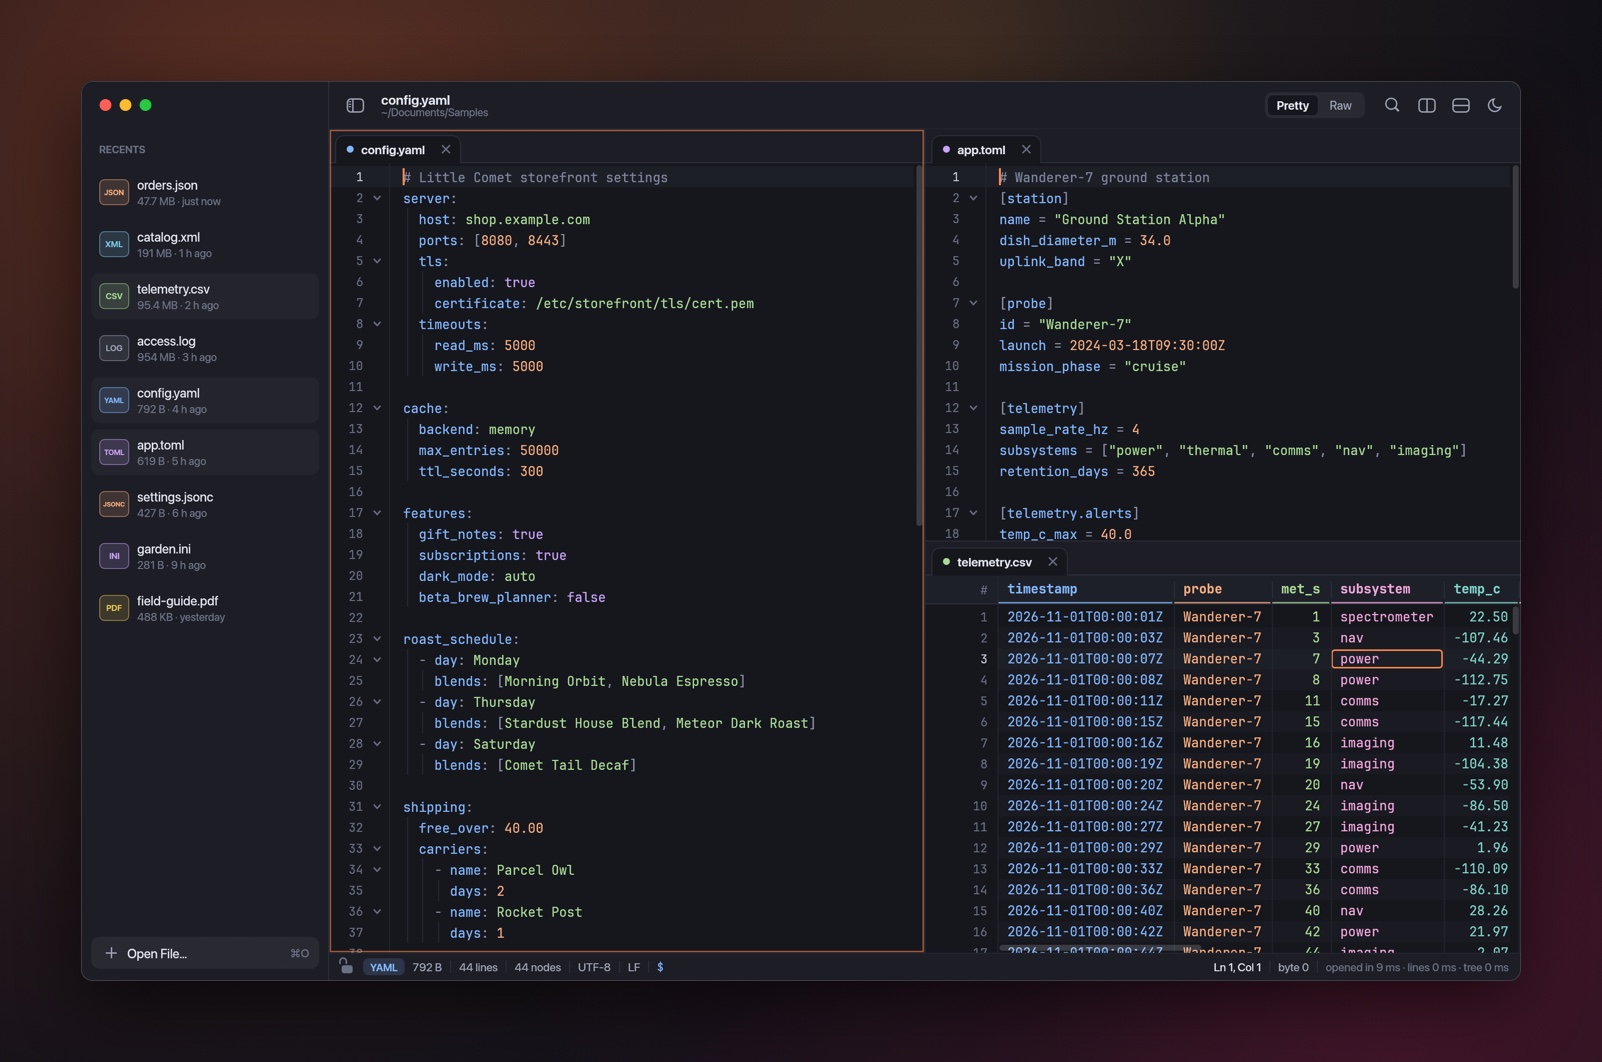 config.yaml
~/Documents/Samples
Pretty
Raw
RECENTS
JSON
orders.json
47.7 MB · just now
XML
catalog.xml
191 MB · 1 h ago
CSV
telemetry.csv
95.4 MB · 2 h ago
LOG
access.log
954 MB · 3 h ago
YAML
config.yaml
792 B · 4 h ago
TOML
app.toml
619 B · 5 h ago
JSONC
settings.jsonc
427 B · 6 h ago
INI
garden.ini
281 B · 9 h ago
PDF
field-guide.pdf
488 KB · yesterday
+ Open File... ⌘O
config.yaml
1 # Little Comet storefront settings
2 server:
3 host: shop.example.com
4 ports: [8080, 8443]
5 tls:
6 enabled: true
7 certificate: /etc/storefront/tls/cert.pem
8 timeouts:
9 read_ms: 5000
10 write_ms: 5000
11
12 cache:
13 backend: memory
14 max_entries: 50000
15 ttl_seconds: 300
16
17 features:
18 gift_notes: true
19 subscriptions: true
20 dark_mode: auto
21 beta_brew_planner: false
22
23 roast_schedule:
24 - day: Monday
25 blends: [Morning Orbit, Nebula Espresso]
26 - day: Thursday
27 blends: [Stardust House Blend, Meteor Dark Roast]
28 - day: Saturday
29 blends: [Comet Tail Decaf]
30
31 shipping:
32 free_over: 40.00
33 carriers:
34 - name: Parcel Owl
35 days: 2
36 - name: Rocket Post
37 days: 1
app.toml
1 # Wanderer-7 ground station
2 [station]
3 name = "Ground Station Alpha"
4 dish_diameter_m = 34.0
5 uplink_band = "X"
6
7 [probe]
8 id = "Wanderer-7"
9 launch = 2024-03-18T09:30:00Z
10 mission_phase = "cruise"
11
12 [telemetry]
13 sample_rate_hz = 4
14 subsystems = ["power", "thermal", "comms", "nav", "imaging"]
15 retention_days = 365
16
17 [telemetry.alerts]
18 temp_c_max = 40.0
telemetry.csv
# timestamp probe met_s subsystem temp_c
1 2026-11-01T00:00:01Z Wanderer-7 1 spectrometer 22.50
2 2026-11-01T00:00:03Z Wanderer-7 3 nav -107.46
3 2026-11-01T00:00:07Z Wanderer-7 7 power -44.29
4 2026-11-01T00:00:08Z Wanderer-7 8 power -112.75
5 2026-11-01T00:00:11Z Wanderer-7 11 comms -17.27
6 2026-11-01T00:00:15Z Wanderer-7 15 comms -117.44
7 2026-11-01T00:00:16Z Wanderer-7 16 imaging 11.48
8 2026-11-01T00:00:19Z Wanderer-7 19 imaging -104.38
9 2026-11-01T00:00:20Z Wanderer-7 20 nav -53.90
10 2026-11-01T00:00:24Z Wanderer-7 24 imaging -86.50
11 2026-11-01T00:00:27Z Wanderer-7 27 imaging -41.23
12 2026-11-01T00:00:29Z Wanderer-7 29 power 1.96
13 2026-11-01T00:00:33Z Wanderer-7 33 comms -110.09
14 2026-11-01T00:00:36Z Wanderer-7 36 comms -86.10
15 2026-11-01T00:00:40Z Wanderer-7 40 nav 28.26
16 2026-11-01T00:00:42Z Wanderer-7 42 power 21.97
YAML 792 B 44 lines 44 nodes UTF-8 LF $
Ln 1, Col 1 byte 0 opened in 9 ms · lines 0 ms · tree 0 ms